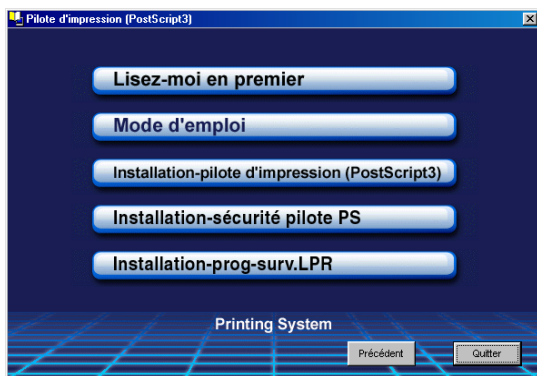 Pilote d'impression (PostScript3)
Lisez-moi en premier
Mode d'emploi
Installation-pilote d'impression (PostScript3)
Installation-sécurité pilote PS
Installation-prog-surv.LPR
Printing System
Précédent
Quitter